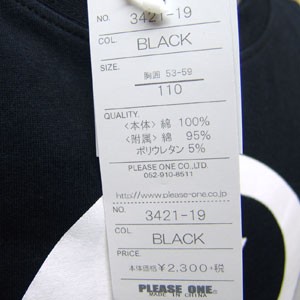 NO. 3421-19
COL. BLACK
SIZE.
胸囲 53-59
110
QUALITY.
〈本体〉綿 100%
〈附属〉綿 95%
ポリウレタン 5%
PLEASE ONE CO.,LTD.
052-910-8511
http://www.please-one.co.jp
NO. 3421-19
COL. BLACK
PRICE.
本体価格 ¥2,300+税
PLEASE ONE®
MADE IN CHINA